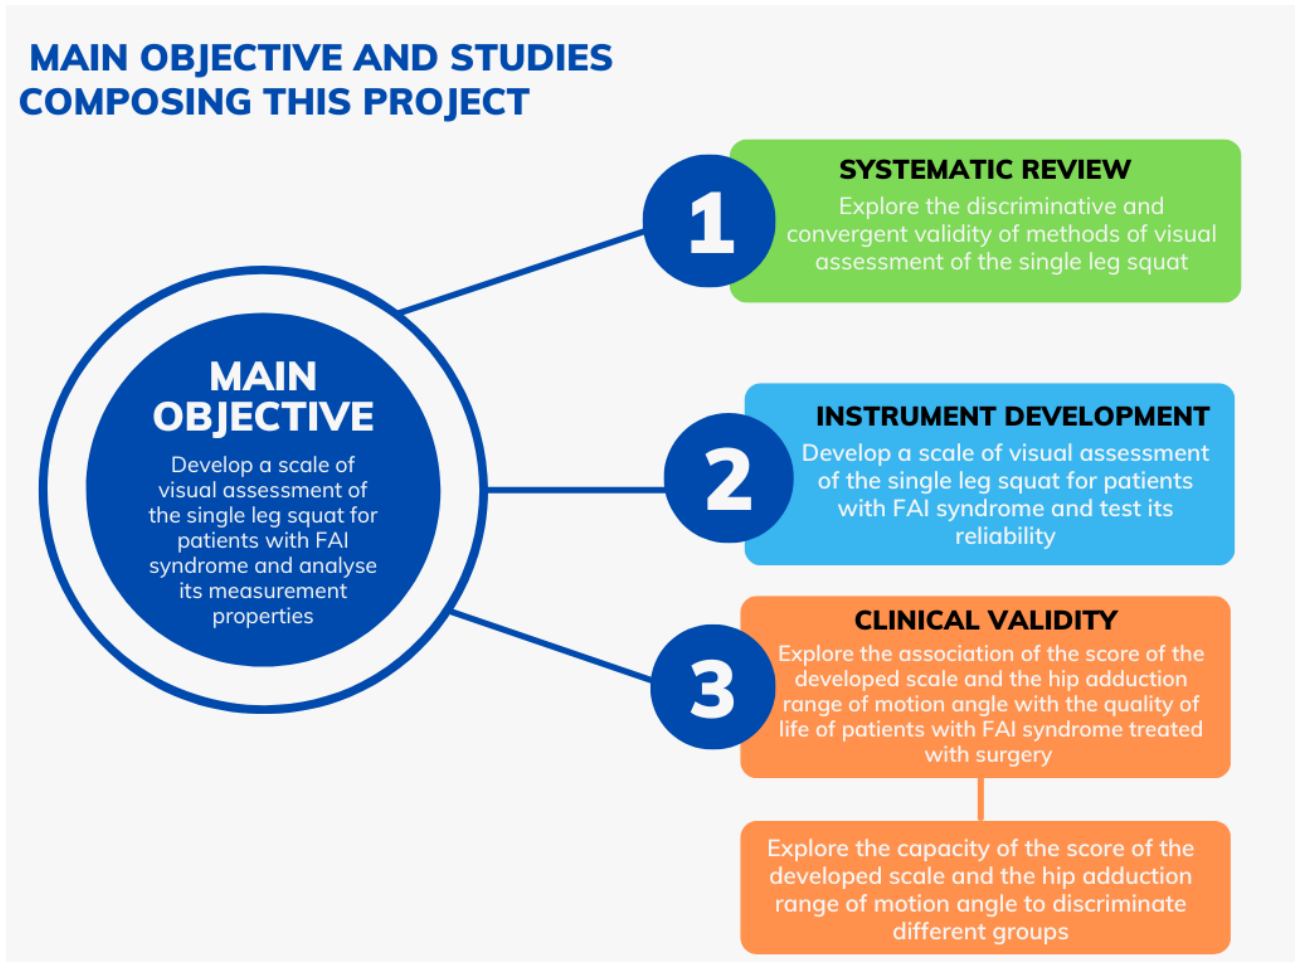 MAIN OBJECTIVE AND STUDIES
COMPOSING THIS PROJECT
MAIN
OBJECTIVE
Develop a scale of
visual assessment of
the single leg squat for
patients with FAI
syndrome and analyse
its measurement
properties
1
SYSTEMATIC REVIEW
Explore the discriminative and
convergent validity of methods of visual
assessment of the single leg squat
2
INSTRUMENT DEVELOPMENT
Develop a scale of visual assessment
of the single leg squat for patients
with FAI syndrome and test its
reliability
3
CLINICAL VALIDITY
Explore the association of the score of the
developed scale and the hip adduction
range of motion angle with the quality of
life of patients with FAI syndrome treated
with surgery
Explore the capacity of the score of the
developed scale and the hip adduction
range of motion angle to discriminate
different groups